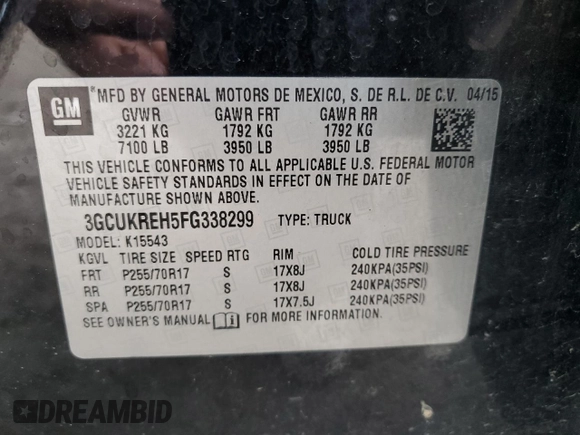 GM
MFD BY GENERAL MOTORS DE MEXICO, S. DE R.L. DE C.V. 04/15
GVWR GAWR FRT GAWR RR
3221 KG 1792 KG 1792 KG
7100 LB 3950 LB 3950 LB
THIS VEHICLE CONFORMS TO ALL APPLICABLE U.S. FEDERAL MOTOR
VEHICLE SAFETY STANDARDS IN EFFECT ON THE DATE OF
MANUFACTURE SHOWN ABOVE.
3GCUKREH5FG338299 TYPE: TRUCK
MODEL: K15543
KGVL TIRE SIZE SPEED RTG RIM COLD TIRE PRESSURE
FRT P255/70R17 S 17X8J 240KPA(35PSI)
RR P255/70R17 S 17X8J 240KPA(35PSI)
SPA P255/70R17 S 17X7.5J 240KPA(35PSI)
SEE OWNER'S MANUAL i FOR MORE INFORMATION.
DREAMBID